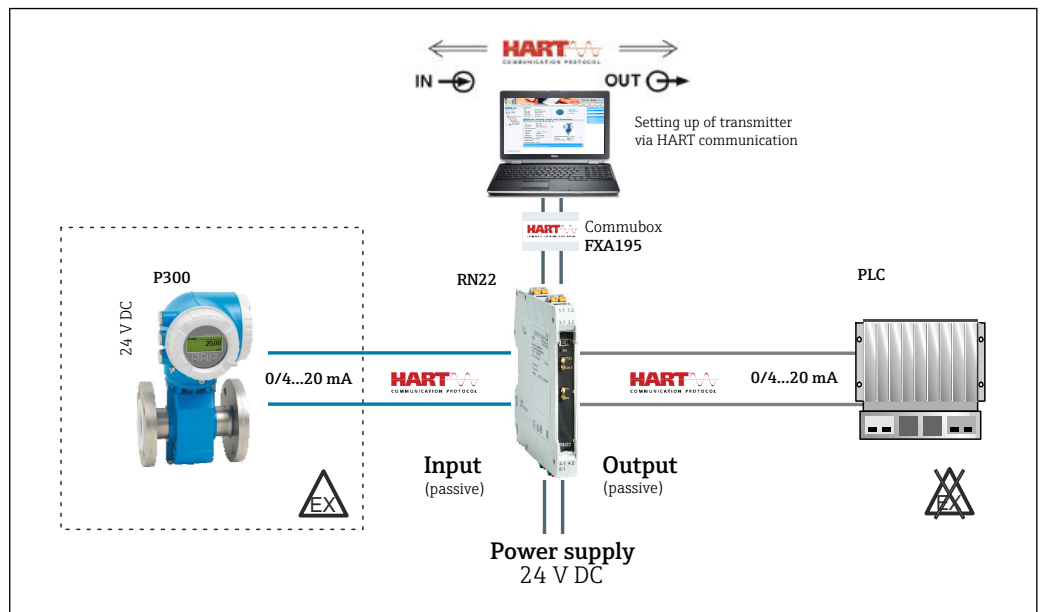 HART
COMMUNICATION PROTOCOL
IN
OUT
Setting up of transmitter
via HART communication
HART
Commubox
FXA195
P300
RN22
PLC
24 V DC
20.00
0/4...20 mA
HART
COMMUNICATION PROTOCOL
HART
COMMUNICATION PROTOCOL
0/4...20 mA
RN22
Input
(passive)
Output
(passive)
EX
EX
Power supply
24 V DC